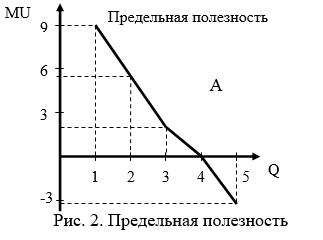 MU
Предельная полезность
9
6
A
3
Q
1 2 3 4 5
-3
Рис. 2. Предельная полезность